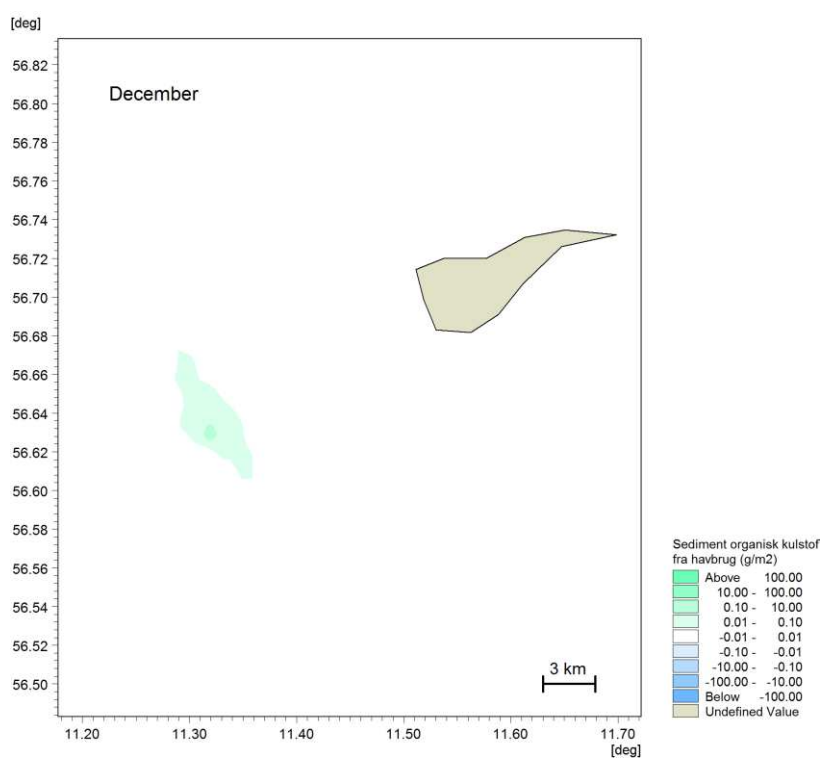 [deg]
December
56.82
56.80
56.78
56.76
56.74
56.72
56.70
56.68
56.66
56.64
56.62
56.60
56.58
56.56
56.54
56.52
56.50
3 km
11.20 11.30 11.40 11.50 11.60 11.70
[deg]
Sediment organisk kulstof
fra havbrug (g/m2)
Above 100.00
10.00 - 100.00
0.10 - 10.00
0.01 - 0.10
-0.01 - 0.01
-0.10 - -0.01
-10.00 - -0.10
-100.00 - -10.00
Below -100.00
Undefined Value